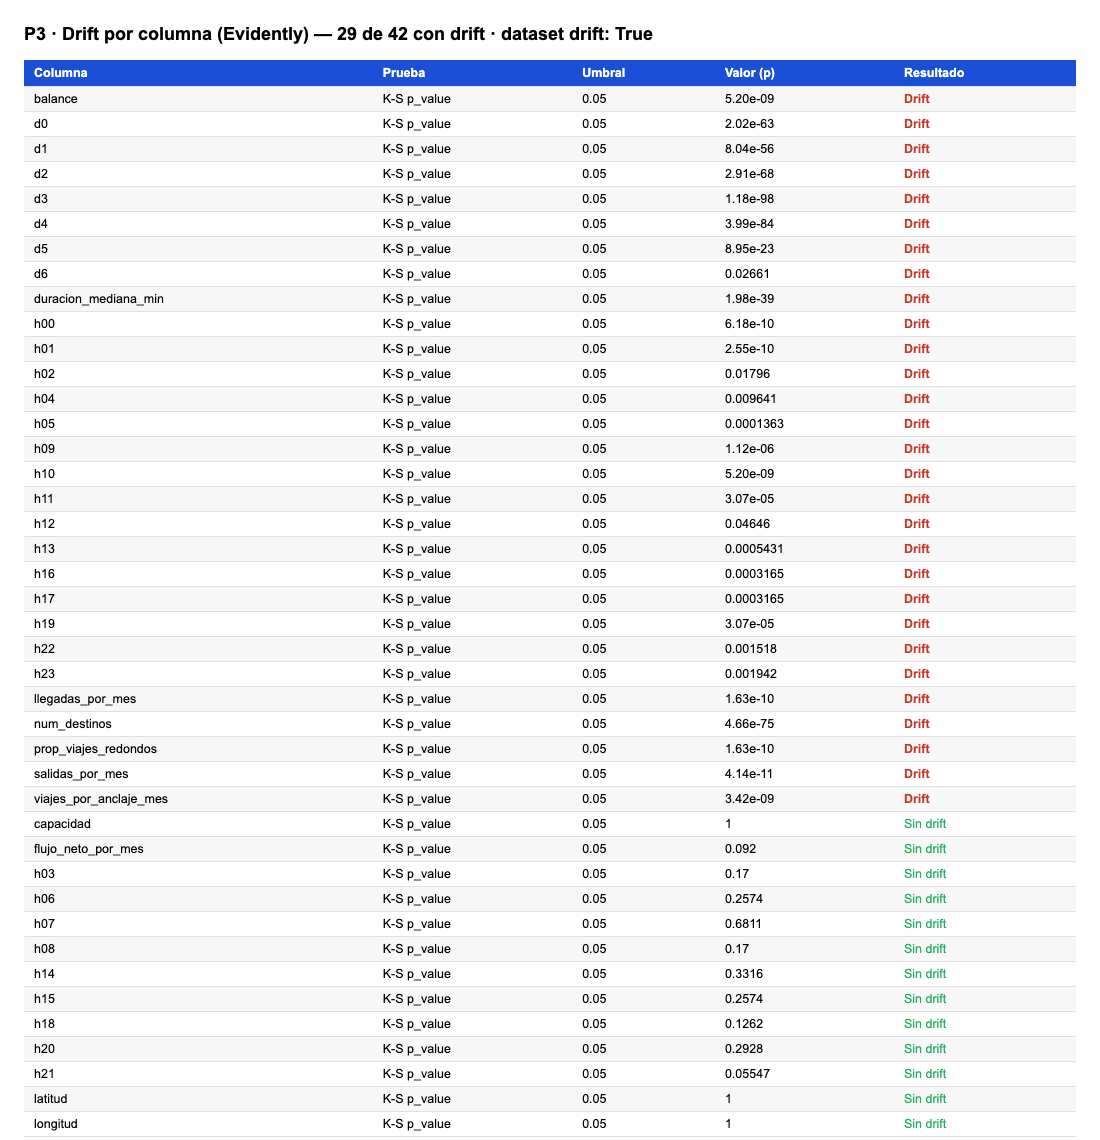 P3 · Drift por columna (Evidently) — 29 de 42 con drift · dataset drift: True
Columna Prueba Umbral Valor (p) Resultado
balance K-S p_value 0.05 5.20e-09 Drift
d0 K-S p_value 0.05 2.02e-63 Drift
d1 K-S p_value 0.05 8.04e-56 Drift
d2 K-S p_value 0.05 2.91e-68 Drift
d3 K-S p_value 0.05 1.18e-98 Drift
d4 K-S p_value 0.05 3.99e-84 Drift
d5 K-S p_value 0.05 8.95e-23 Drift
d6 K-S p_value 0.05 0.02661 Drift
duracion_mediana_min K-S p_value 0.05 1.98e-39 Drift
h00 K-S p_value 0.05 6.18e-10 Drift
h01 K-S p_value 0.05 2.55e-10 Drift
h02 K-S p_value 0.05 0.01796 Drift
h04 K-S p_value 0.05 0.009641 Drift
h05 K-S p_value 0.05 0.0001363 Drift
h09 K-S p_value 0.05 1.12e-06 Drift
h10 K-S p_value 0.05 5.20e-09 Drift
h11 K-S p_value 0.05 3.07e-05 Drift
h12 K-S p_value 0.05 0.04646 Drift
h13 K-S p_value 0.05 0.0005431 Drift
h16 K-S p_value 0.05 0.0003165 Drift
h17 K-S p_value 0.05 0.0003165 Drift
h19 K-S p_value 0.05 3.07e-05 Drift
h22 K-S p_value 0.05 0.001518 Drift
h23 K-S p_value 0.05 0.001942 Drift
llegadas_por_mes K-S p_value 0.05 1.63e-10 Drift
num_destinos K-S p_value 0.05 4.66e-75 Drift
prop_viajes_redondos K-S p_value 0.05 1.63e-10 Drift
salidas_por_mes K-S p_value 0.05 4.14e-11 Drift
viajes_por_anclaje_mes K-S p_value 0.05 3.42e-09 Drift
capacidad K-S p_value 0.05 1 Sin drift
flujo_neto_por_mes K-S p_value 0.05 0.092 Sin drift
h03 K-S p_value 0.05 0.17 Sin drift
h06 K-S p_value 0.05 0.2574 Sin drift
h07 K-S p_value 0.05 0.6811 Sin drift
h08 K-S p_value 0.05 0.17 Sin drift
h14 K-S p_value 0.05 0.3316 Sin drift
h15 K-S p_value 0.05 0.2574 Sin drift
h18 K-S p_value 0.05 0.1262 Sin drift
h20 K-S p_value 0.05 0.2928 Sin drift
h21 K-S p_value 0.05 0.05547 Sin drift
latitud K-S p_value 0.05 1 Sin drift
longitud K-S p_value 0.05 1 Sin drift